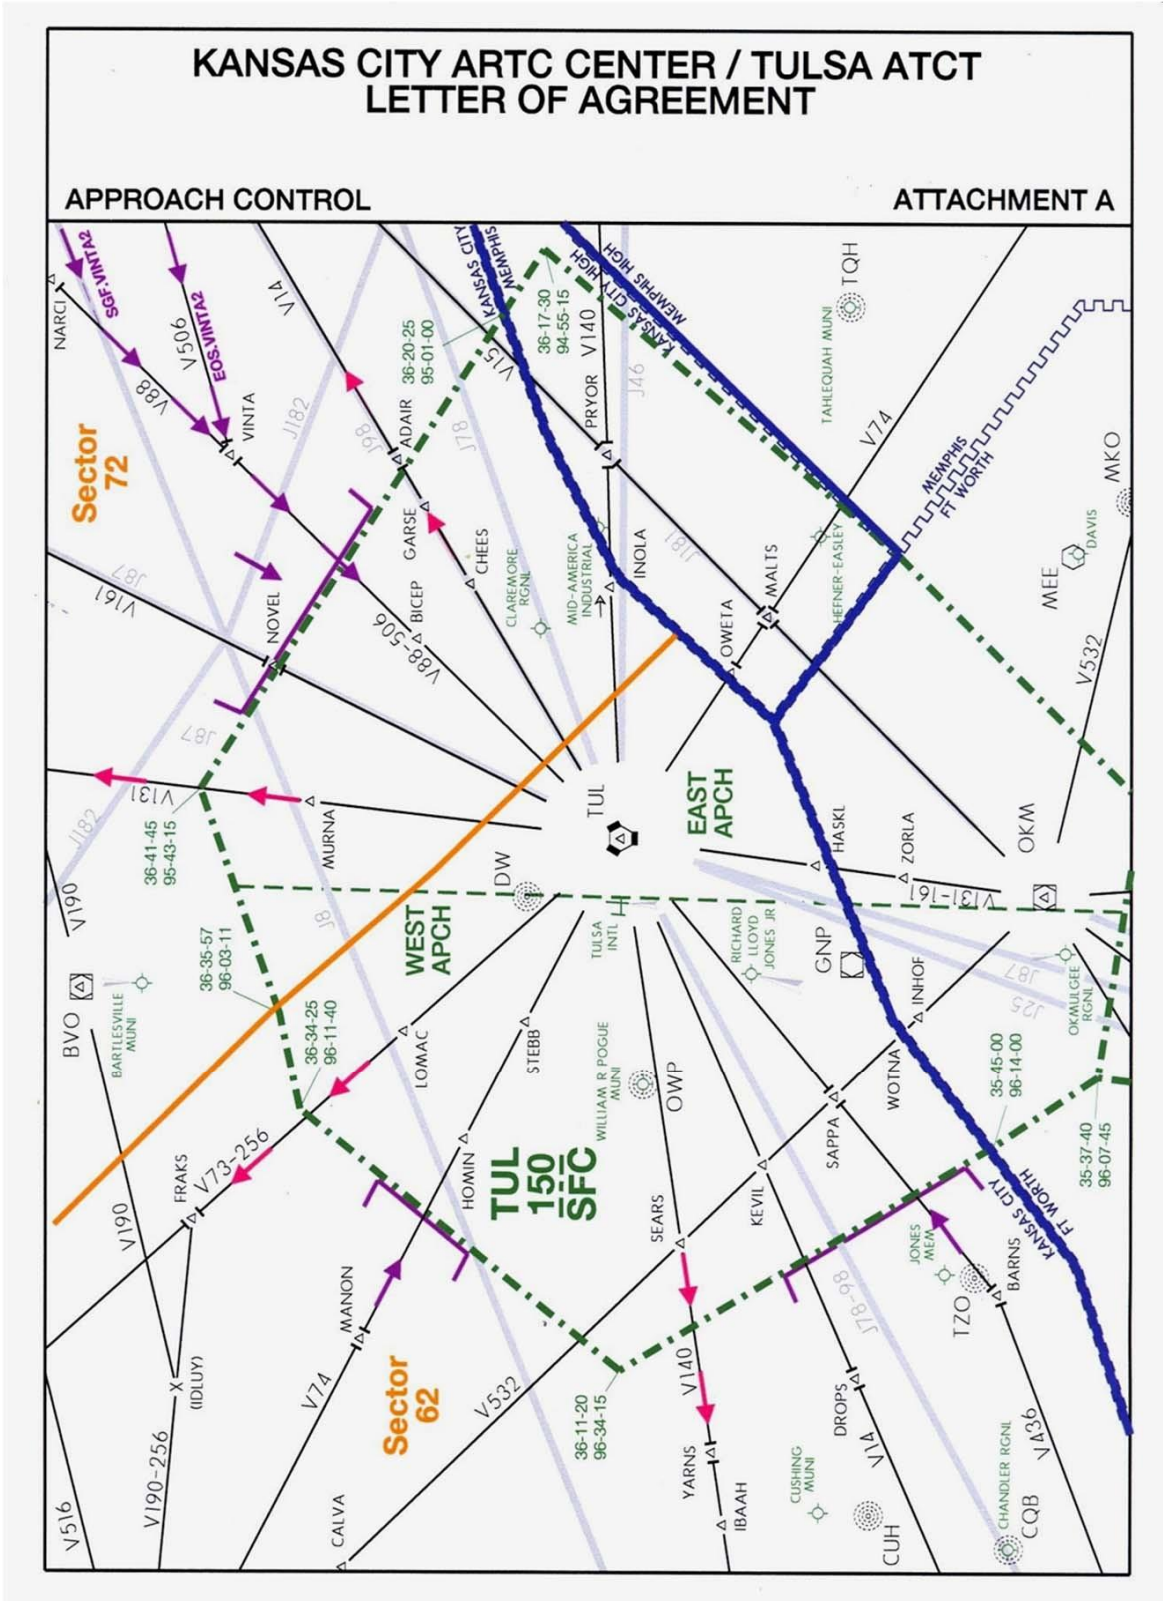 KANSAS CITY ARTC CENTER / TULSA ATCT
LETTER OF AGREEMENT
APPROACH CONTROL
ATTACHMENT A
SGF.VINTA2
NARCI
V506
EOS.VINTA2
V88
VINTA
V14
J182
Sector
72
KANSAS CITY
MEMPHIS
KANSAS CITY HIGH
MEMPHIS HIGH
36-20-25
95-01-00
36-17-30
94-55-15
V15
V140
J46
J98
J78
ADAIR
PRYOR
TQH
TAHLEQUAH MUNI
V74
MEMPHIS
FT WORTH
MKO
DAVIS
MEE
V532
J87
V161
NOVEL
GARSE
CHEES
BICEP
V88-506
CLAREMORE
RGNL
MID-AMERICA
INDUSTRIAL
INOLA
J181
MALTS
OWETA
HEFNER-EASLEY
J87
V131
J182
36-41-45
95-43-15
MURNA
TUL
EAST
APCH
HASKL
ZORLA
OKM
V131-161
V190
J8
DW
WEST
APCH
TULSA
INTL
RICHARD
LLOYD
JONES JR
GNP
INHOF
J87
J25
OKMULGEE
RGNL
36-35-57
96-03-11
BVO
BARTLESVILLE
MUNI
36-34-25
96-11-40
LOMAC
STEBB
WILLIAM R POGUE
MUNI
OWP
WOTNA
SAPPA
35-45-00
96-14-00
35-37-40
96-07-45
V190
FRAKS
V73-256
HOMIN
TUL
150
SFC
SEARS
KEVIL
KANSAS CITY
FT WORTH
JONES
MEM
TZO
BARNS
MANON
(IDLUY)
V74
Sector
62
V532
V140
J78-98
36-11-20
96-34-15
DROPS
V14
V436
V516
V190-256
CALVA
YARNS
IBAAH
CUSHING
MUNI
CUH
CHANDLER RGNL
CQB